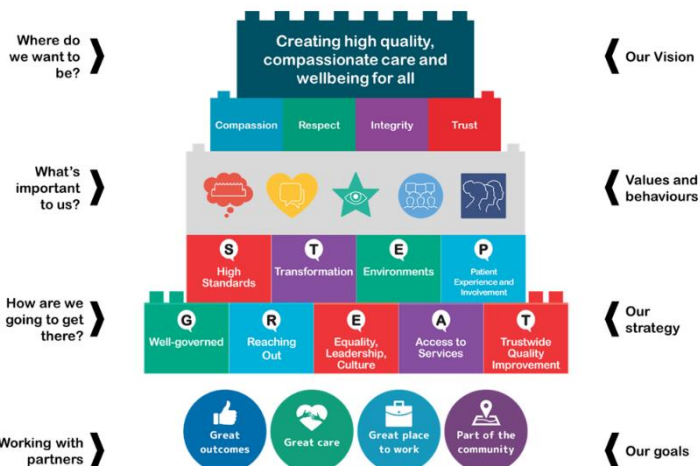 Where do
we want to
be?
Creating high quality,
compassionate care and
wellbeing for all
Our Vision
Compassion
Respect
Integrity
Trust
What's
important
to us?
Values and
behaviours
S
High
Standards
T
Transformation
E
Environments
P
Patient
Experience and
Involvement
How are we
going to get
there?
Our
strategy
G
Well-governed
R
Reaching
Out
E
Equality,
Leadership,
Culture
A
Access to
Services
T
Trustwide
Quality
Improvement
Working with
partners
Great
outcomes
Great care
Great place
to work
Part of the
community
Our goals